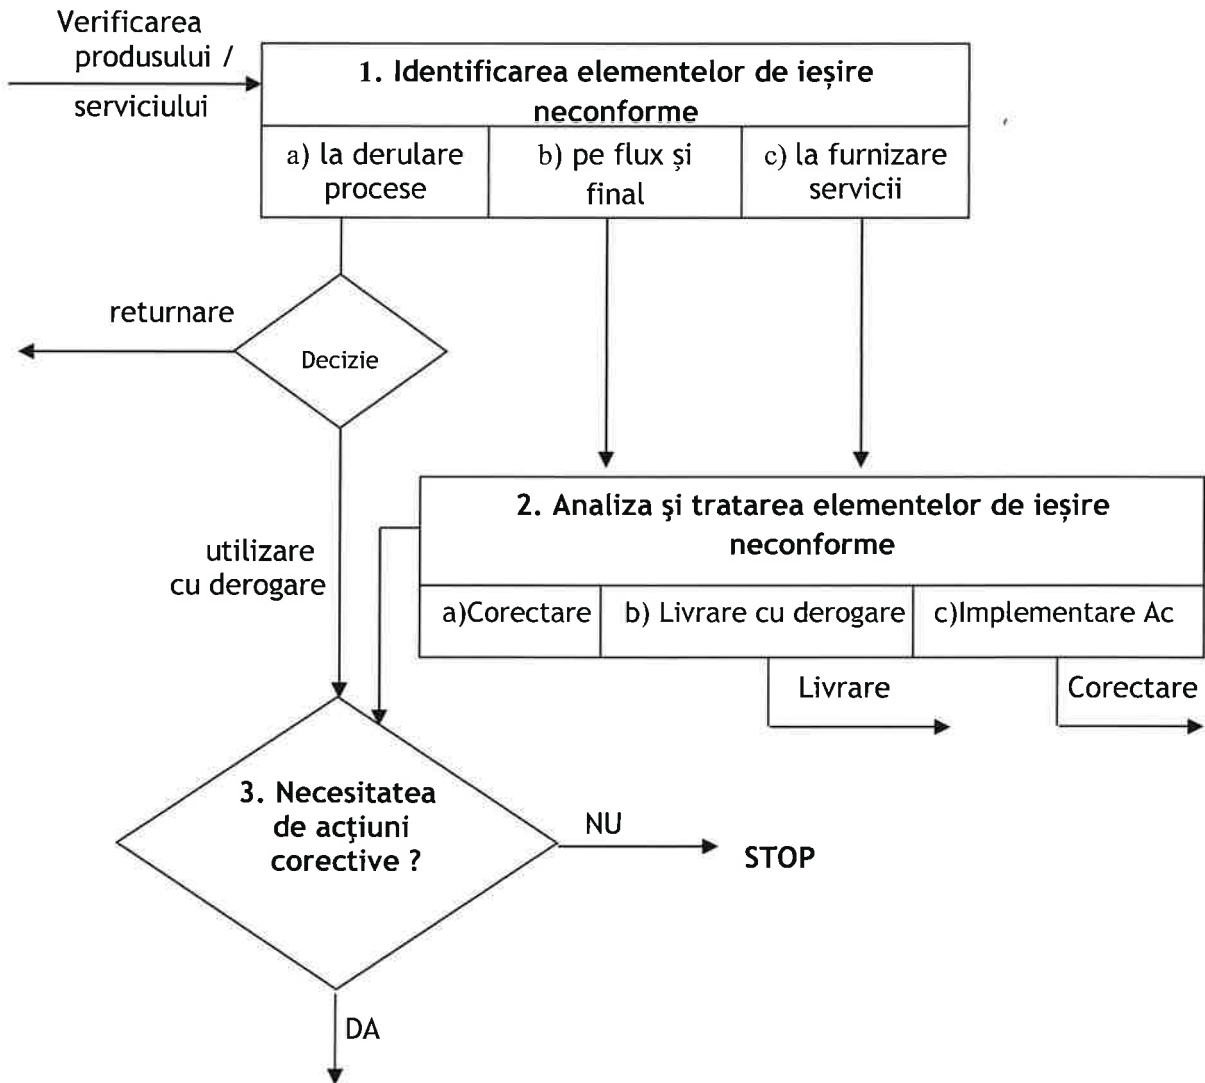 Verificarea
produsului /
serviciului
1. Identificarea elementelor de ieșire
neconforme
a) la derulare
procese
b) pe flux și
final
c) la furnizare
servicii
returnare
Decizie
utilizare
cu derogare
2. Analiza şi tratarea elementelor de ieșire
neconforme
a)Corectare
b) Livrare cu derogare
c)Implementare Ac
Livrare
Corectare
3. Necesitatea
de acţiuni
corective ?
NU
STOP
DA